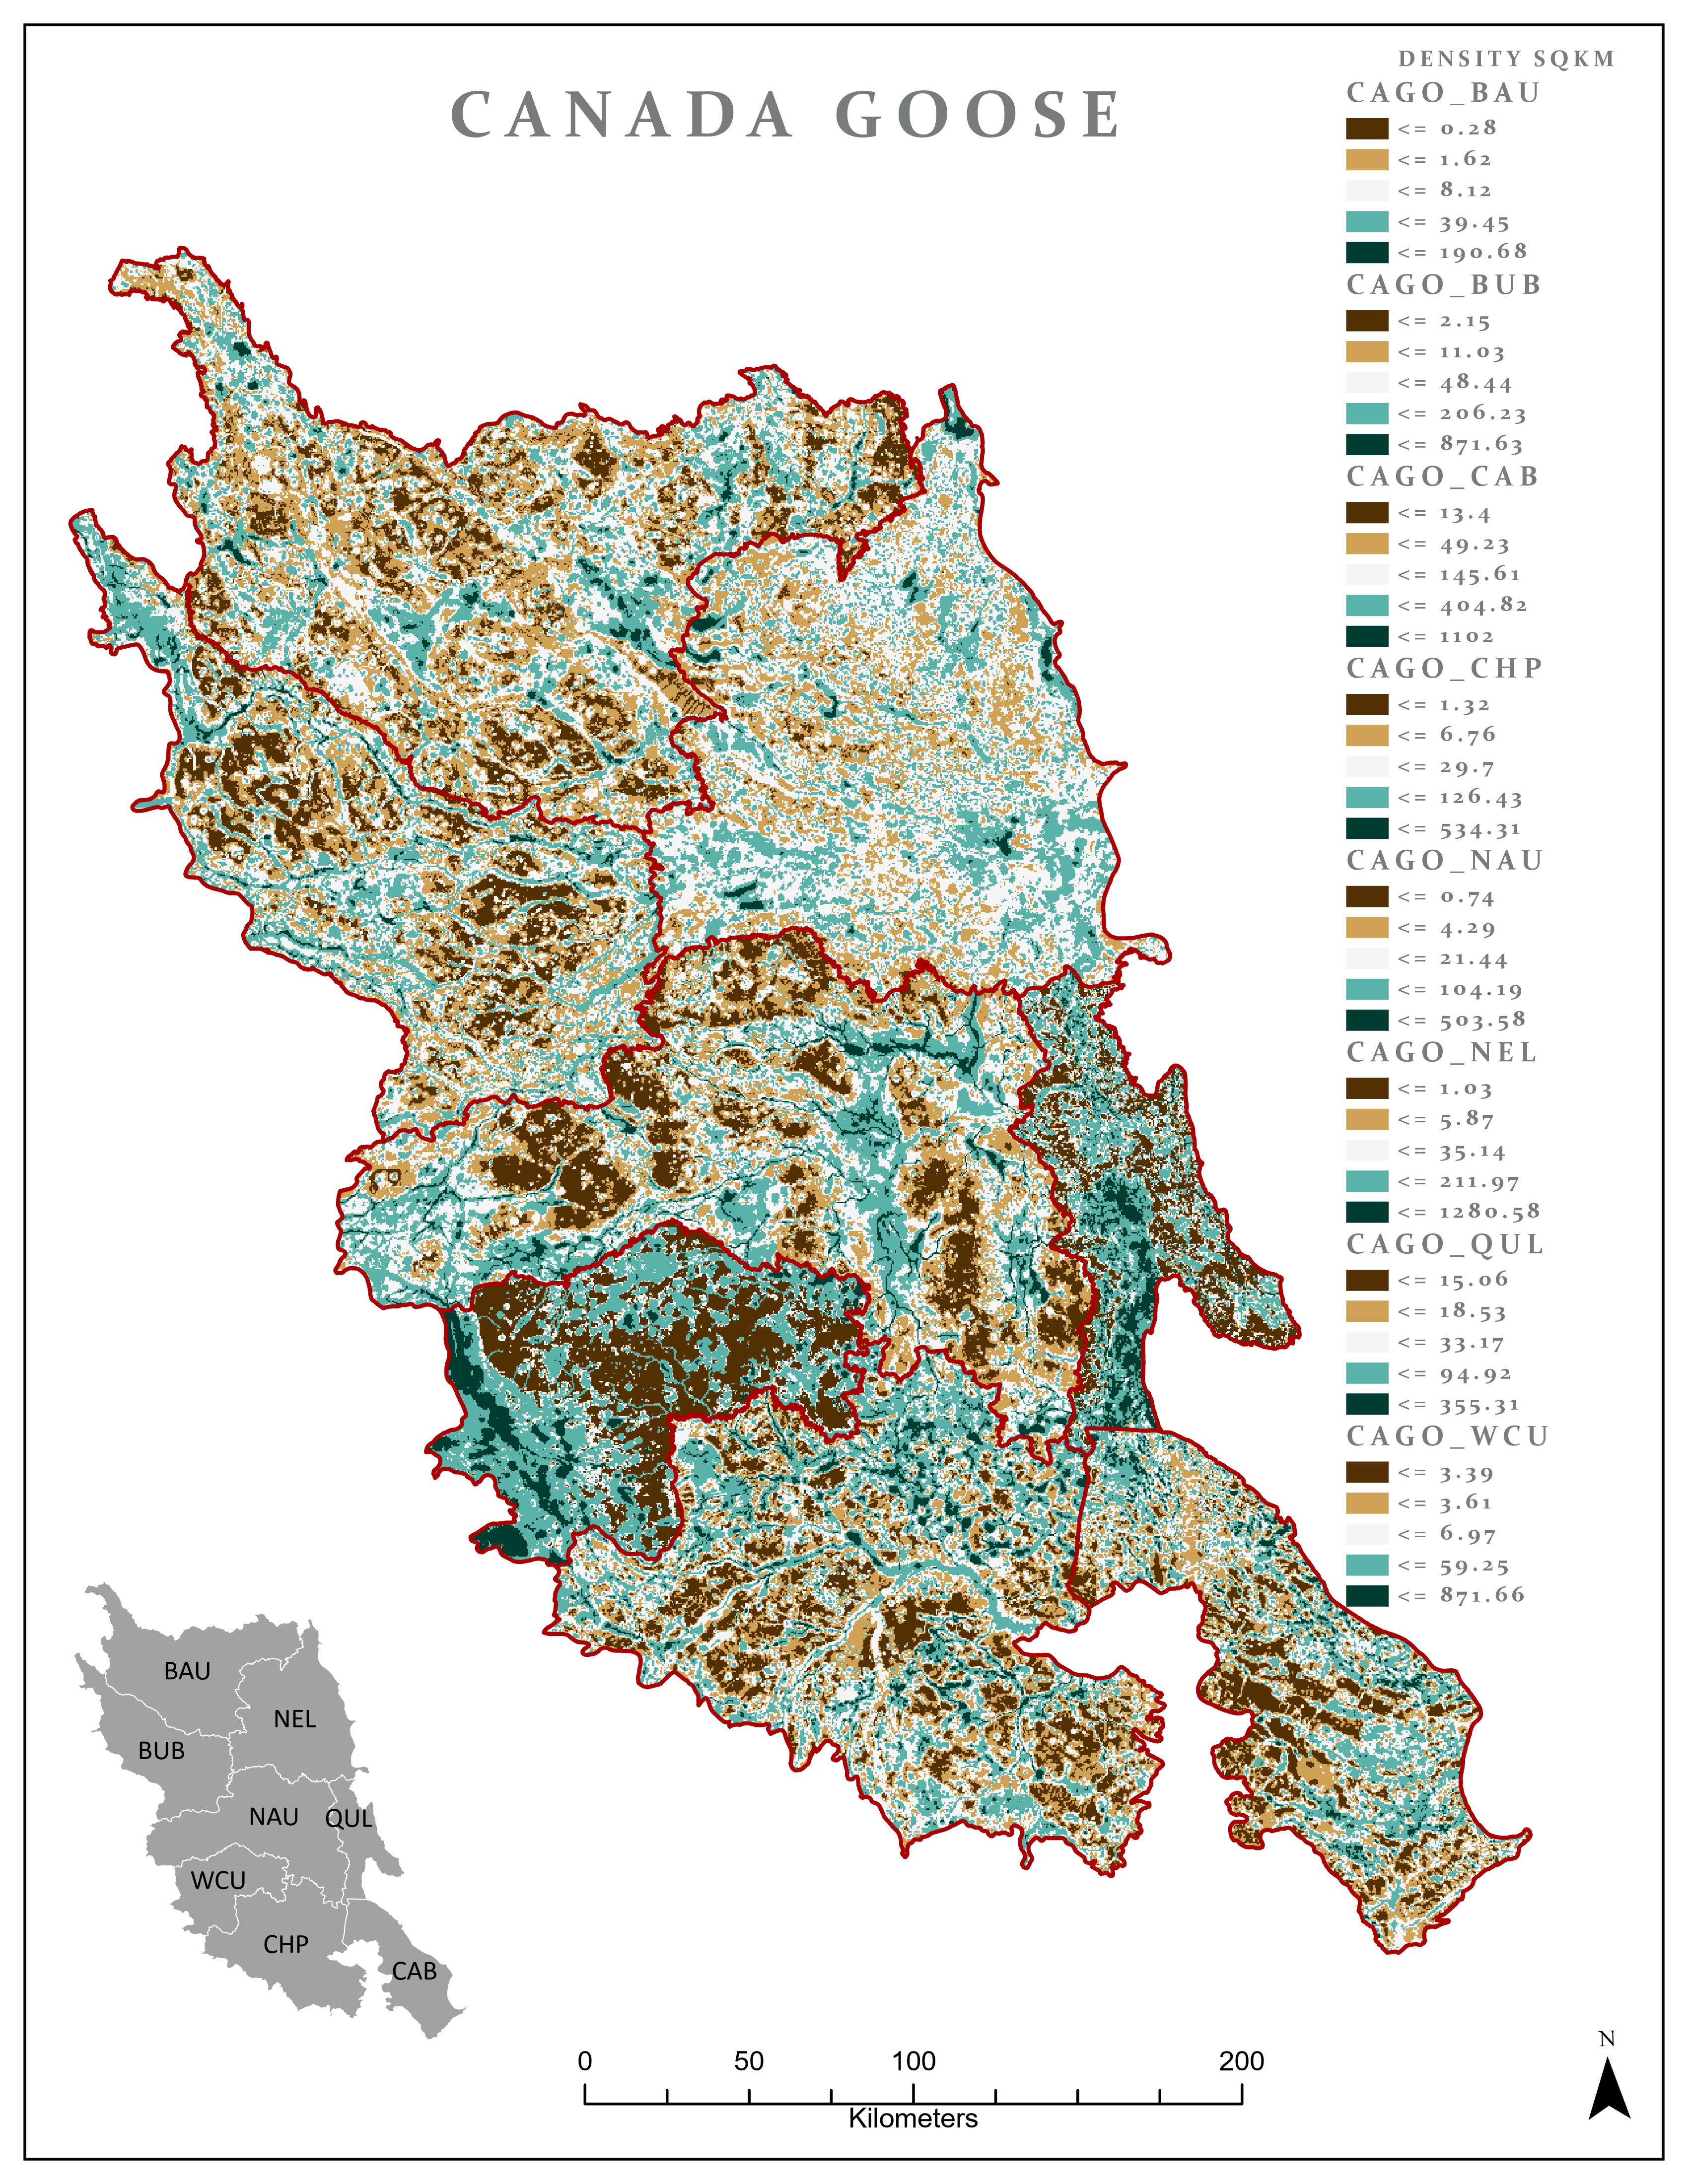 CANADA GOOSE
DENSITY SQKM
CAGO_BAU
<= 0.28
<= 1.62
<= 8.12
<= 39.45
<= 190.68
CAGO_BUB
<= 2.15
<= 11.03
<= 48.44
<= 206.23
<= 871.63
CAGO_CAB
<= 13.4
<= 49.23
<= 145.61
<= 404.82
<= 1102
CAGO_CHP
<= 1.32
<= 6.76
<= 29.7
<= 126.43
<= 534.31
CAGO_NAU
<= 0.74
<= 4.29
<= 21.44
<= 104.19
<= 503.58
CAGO_NEL
<= 1.03
<= 5.87
<= 35.14
<= 211.97
<= 1280.58
CAGO_QUL
<= 15.06
<= 18.53
<= 33.17
<= 94.92
<= 355.31
CAGO_WCU
<= 3.39
<= 3.61
<= 6.97
<= 59.25
<= 871.66
BAU
NEL
BUB
NAU QUL
WCU
CHP
CAB
N
0 50 100 200
Kilometers